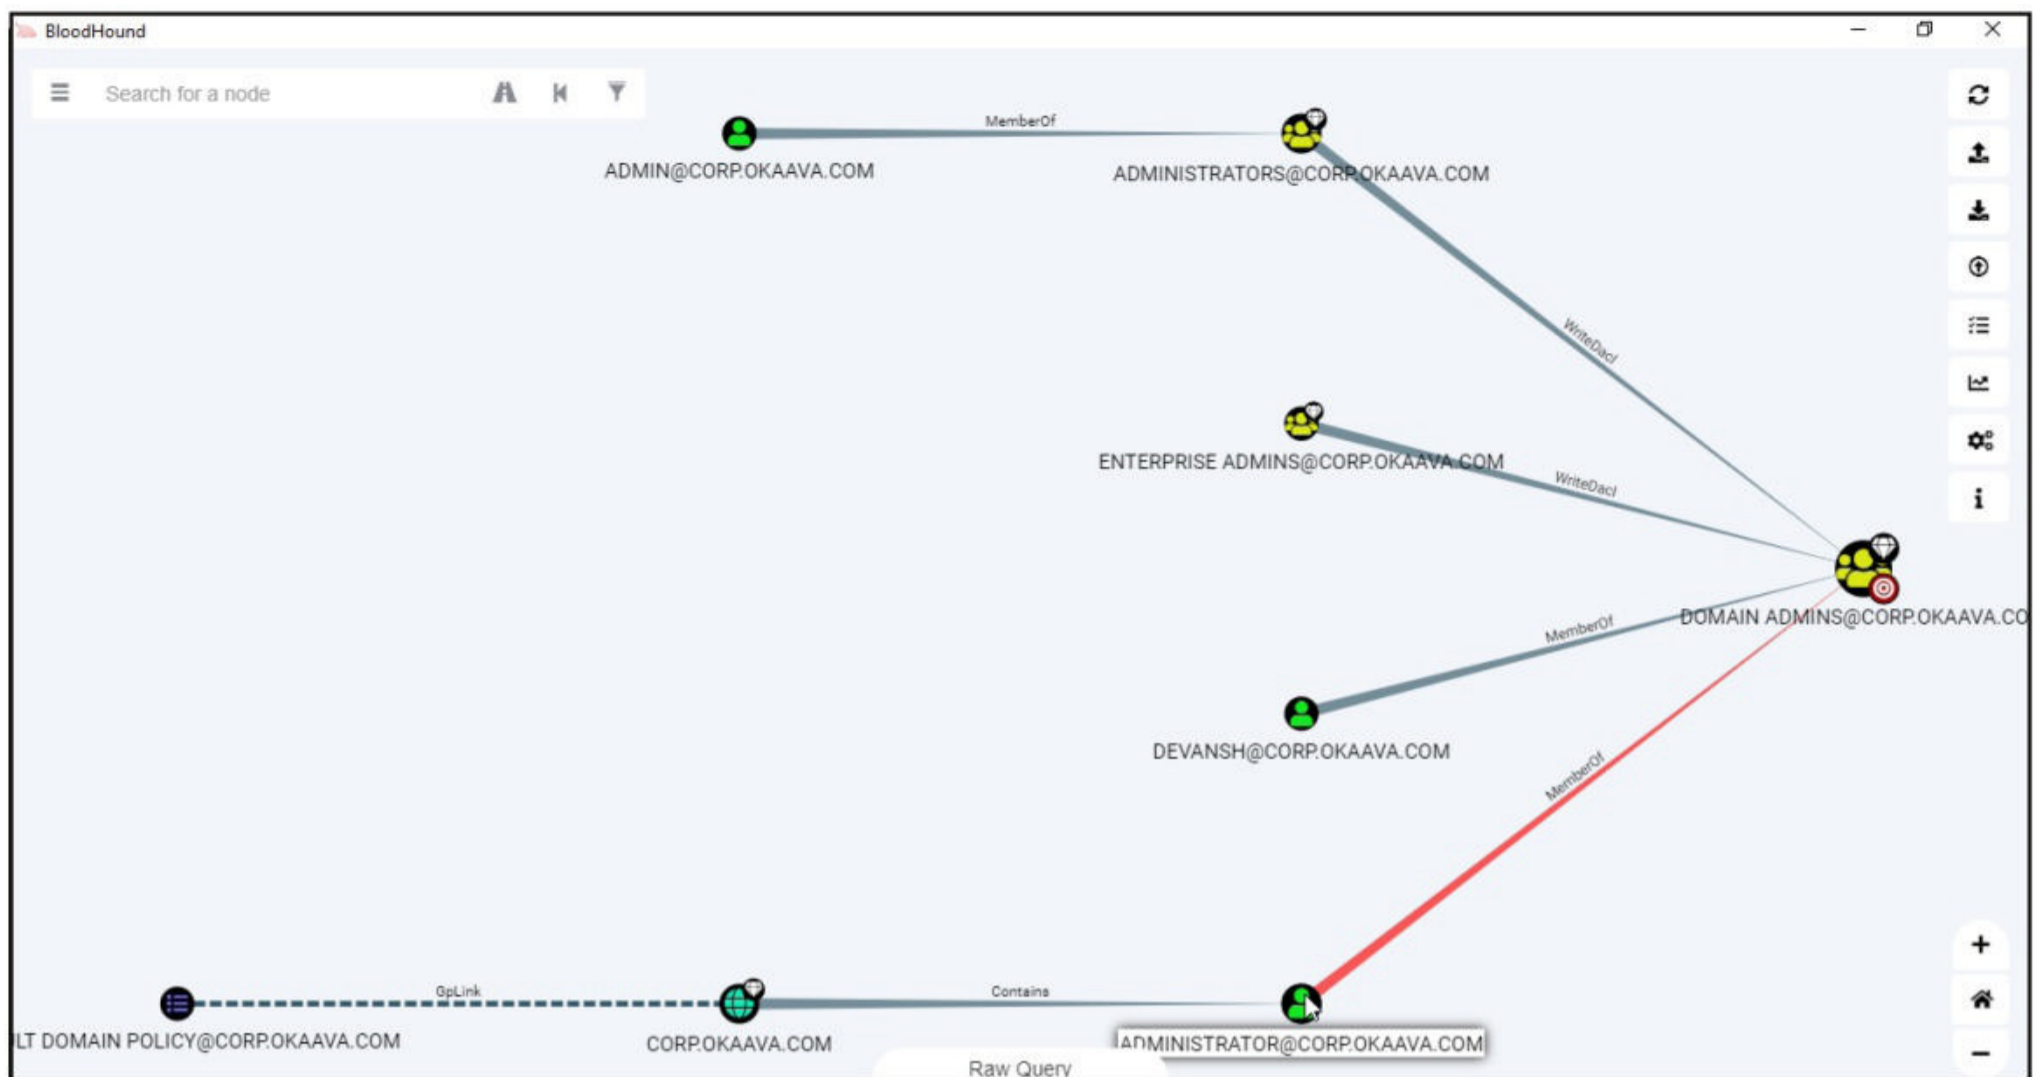 BloodHound
Search for a node
MemberOf
ADMIN@CORP.OKAAVA.COM
ADMINISTRATORS@CORP.OKAAVA.COM
WriteDacl
ENTERPRISE ADMINS@CORP.OKAAVA.COM
WriteDacl
DOMAIN ADMINS@CORP.OKAAVA.CO
MemberOf
DEVANSH@CORP.OKAAVA.COM
MemberOf
GpLink
Contains
LT DOMAIN POLICY@CORP.OKAAVA.COM
CORP.OKAAVA.COM
ADMINISTRATOR@CORP.OKAAVA.COM
Raw Query